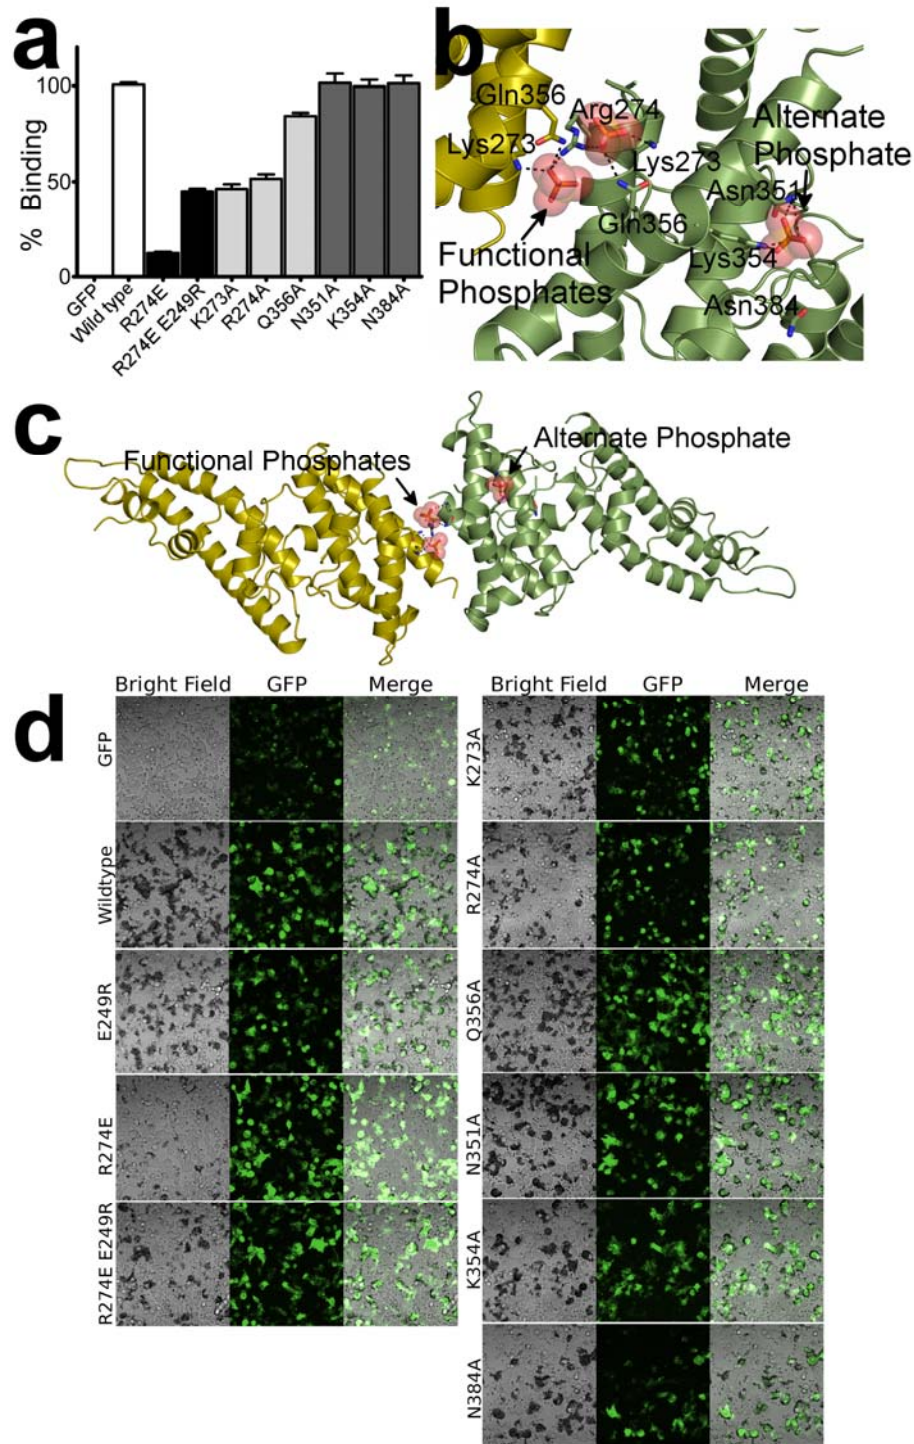 a
% Binding
100
50
0
GFP
Wild type
R274E
R274E E249R
K273A
R274A
Q356A
N351A
K354A
N384A
b
Gln356
Arg274
Alternate
Phosphate
Lys273
Lys273
Asn351
Gln356
Lys354
Functional
Phosphates
Asn384
c
Functional Phosphates
Alternate Phosphate
d
Bright Field GFP Merge
GFP
Wildtype
E249R
R274E
R274E E249R
Bright Field GFP Merge
K273A
R274A
Q356A
N351A
K354A
N384A